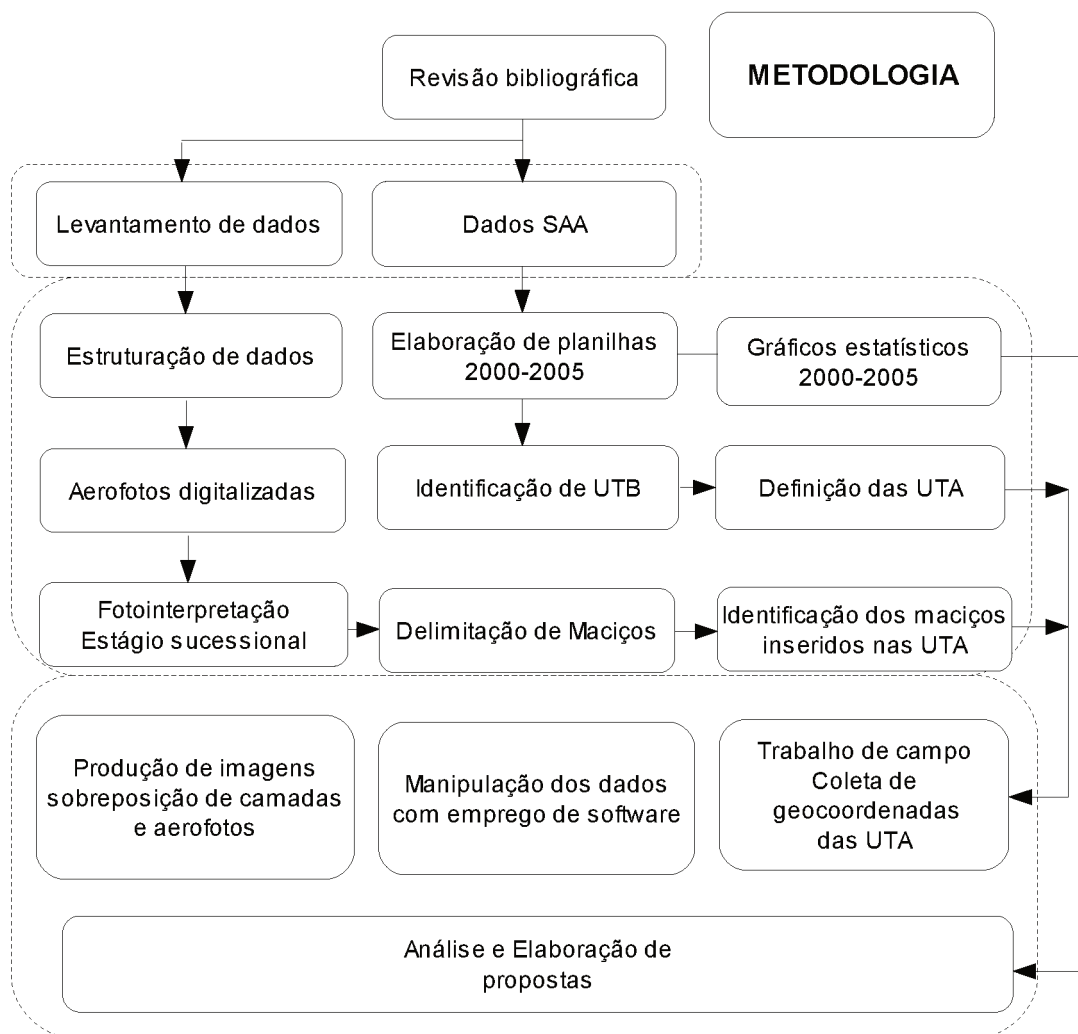 METODOLOGIA
Revisão bibliográfica
Levantamento de dados
Dados SAA
Estruturação de dados
Elaboração de planilhas
2000-2005
Gráficos estatísticos
2000-2005
Aerofotos digitalizadas
Identificação de UTB
Definição das UTA
Fotointerpretação
Estágio sucessional
Delimitação de Maciços
Identificação dos maciços
inseridos nas UTA
Produção de imagens
sobreposição de camadas
e aerofotos
Manipulação dos dados
com emprego de software
Trabalho de campo
Coleta de
geocoordenadas
das UTA
Análise e Elaboração de
propostas